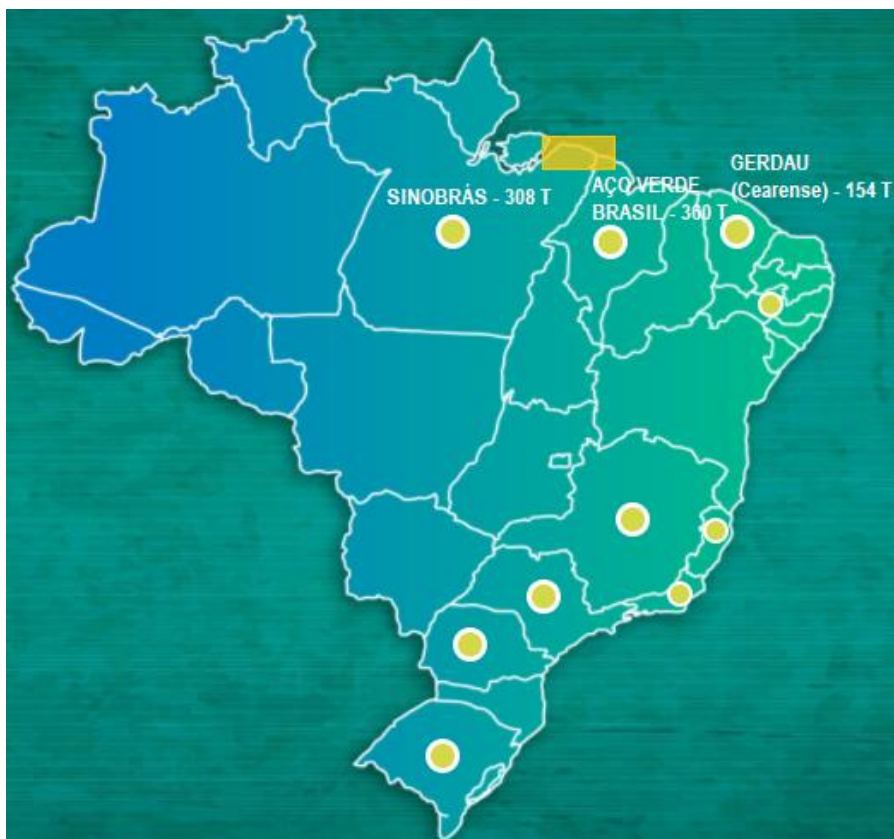 SINOBRÁS - 308 T
AÇO VERDE
BRASIL - 360 T
GERDAU
(Cearense) - 154 T